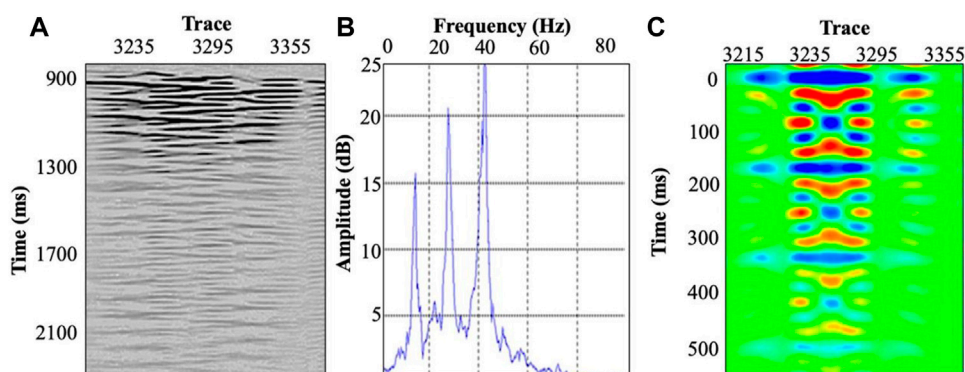 A
Trace
3235 3295 3355
900
1300
1700
2100
Time (ms)
B
Frequency (Hz)
0 20 40 60 80
25
20
15
10
5
Amplitude (dB)
C
Trace
3215 3235 3295 3355
0
100
200
300
400
500
Time (ms)